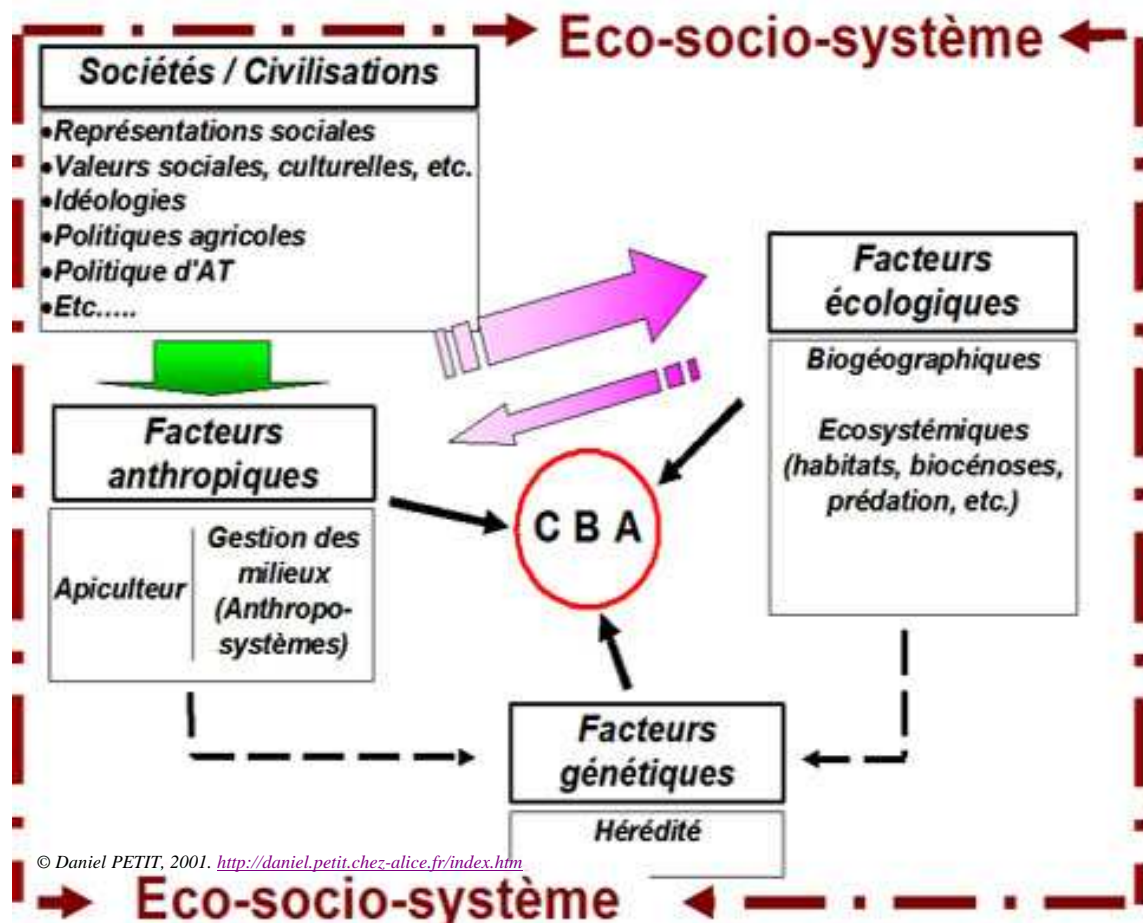 Eco-socio-système
Sociétés / Civilisations
•Représentations sociales
•Valeurs sociales, culturelles, etc.
•Idéologies
•Politiques agricoles
•Politique d'AT
•Etc.....
Facteurs
écologiques
Biogéographiques
Ecosystémiques
(habitats, biocénoses,
prédation, etc.)
Facteurs
anthropiques
Apiculteur
Gestion des
milieux
(Anthropo-
systèmes)
C B A
Facteurs
génétiques
Hérédité
© Daniel PETIT, 2001. http://daniel.petit.chez-alice.fr/index.htm
Eco-socio-système